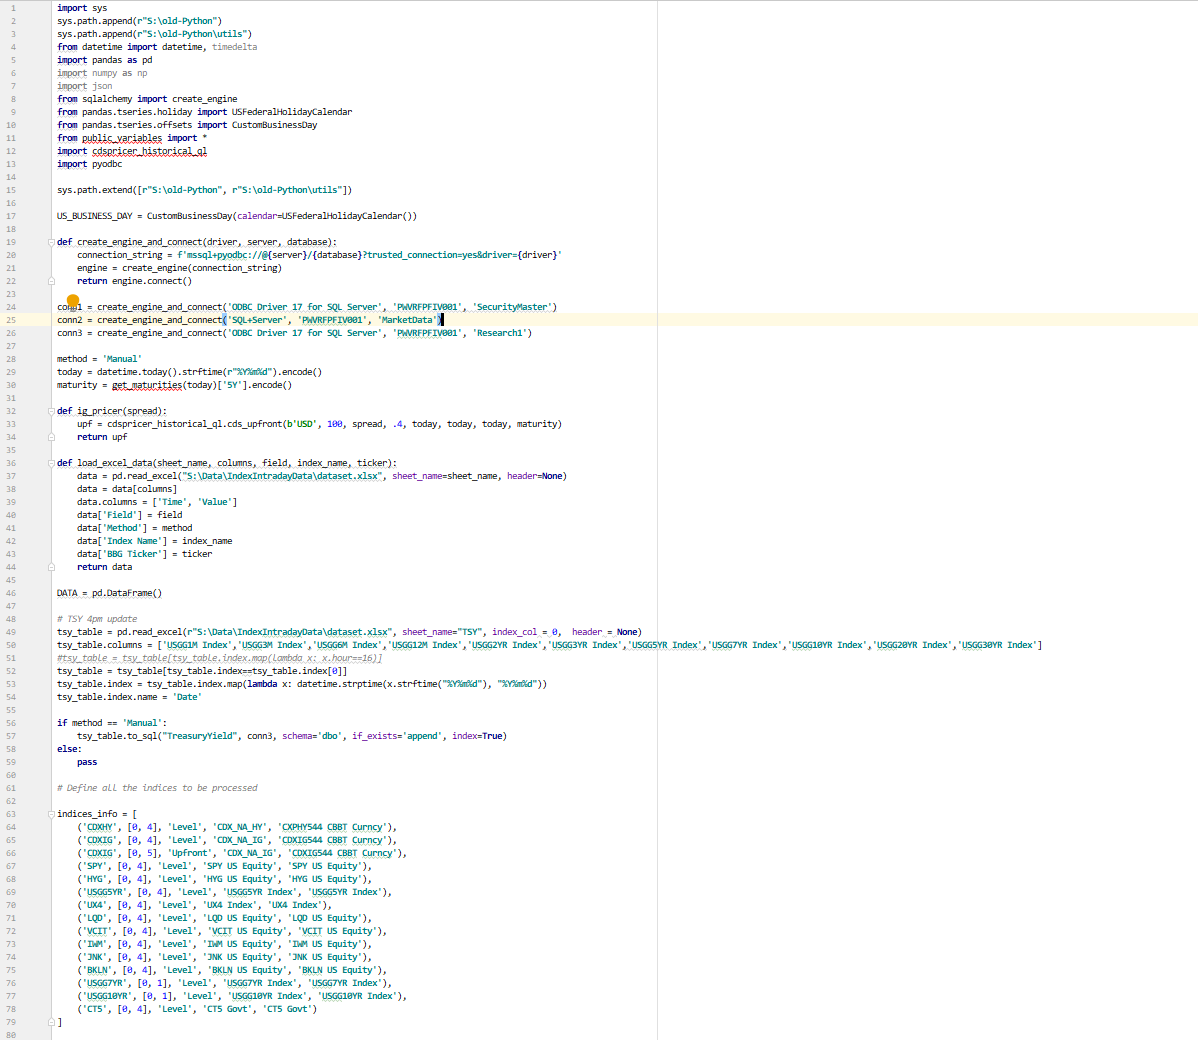 1 import sys
2 sys.path.append(r"S:\old-Python")
3 sys.path.append(r"S:\old-Python\utils")
4 from datetime import datetime, timedelta
5 import pandas as pd
6 import numpy as np
7 import json
8 from sqlalchemy import create_engine
9 from pandas.tseries.holiday import USFederalHolidayCalendar
10 from pandas.tseries.offsets import CustomBusinessDay
11 from public_variables import *
12 import cdspricer_historical_ql
13 import pyodbc
14
15 sys.path.extend([r"S:\old-Python", r"S:\old-Python\utils"])
16
17 US_BUSINESS_DAY = CustomBusinessDay(calendar=USFederalHolidayCalendar())
18
19 def create_engine_and_connect(driver, server, database):
20     connection_string = f'mssql+pyodbc://@{server}/{database}?trusted_connection=yes&driver={driver}'
21     engine = create_engine(connection_string)
22     return engine.connect()
23
24 conn1 = create_engine_and_connect('ODBC Driver 17 for SQL Server', 'PWVRFPFIV001', 'SecurityMaster')
25 conn2 = create_engine_and_connect('SQL+Server', 'PWVRFPFIV001', 'MarketData')
26 conn3 = create_engine_and_connect('ODBC Driver 17 for SQL Server', 'PWVRFPFIV001', 'Research1')
27
28 method = 'Manual'
29 today = datetime.today().strftime(r"%Y%m%d").encode()
30 maturity = get_maturities(today)['5Y'].encode()
31
32 def ig_pricer(spread):
33     upf = cdspricer_historical_ql.cds_upfront(b'USD', 100, spread, .4, today, today, today, maturity)
34     return upf
35
36 def load_excel_data(sheet_name, columns, field, index_name, ticker):
37     data = pd.read_excel("S:\Data\IndexIntradayData\dataset.xlsx", sheet_name=sheet_name, header=None)
38     data = data[columns]
39     data.columns = ['Time', 'Value']
40     data['Field'] = field
41     data['Method'] = method
42     data['Index Name'] = index_name
43     data['BBG Ticker'] = ticker
44     return data
45
46 DATA = pd.DataFrame()
47
48 # TSY 4pm update
49 tsy_table = pd.read_excel(r"S:\Data\IndexIntradayData\dataset.xlsx", sheet_name="TSY", index_col = 0,  header = None)
50 tsy_table.columns = ['USGG1M Index','USGG3M Index','USGG6M Index','USGG12M Index','USGG2YR Index','USGG3YR Index','USGG5YR Index','USGG7YR Index','USGG10YR Index','USGG20YR Index','USGG30YR Index']
51 #tsy_table = tsy_table[tsy_table.index.map(lambda x: x.hour==16)]
52 tsy_table = tsy_table[tsy_table.index==tsy_table.index[0]]
53 tsy_table.index = tsy_table.index.map(lambda x: datetime.strptime(x.strftime("%Y%m%d"), "%Y%m%d"))
54 tsy_table.index.name = 'Date'
55
56 if method == 'Manual':
57     tsy_table.to_sql("TreasuryYield", conn3, schema='dbo', if_exists='append', index=True)
58 else:
59     pass
60
61 # Define all the indices to be processed
62
63 indices_info = [
64     ('CDXHY', [0, 4], 'Level', 'CDX_NA_HY', 'CXPHY544 CBBT Curncy'),
65     ('CDXIG', [0, 4], 'Level', 'CDX_NA_IG', 'CDXIG544 CBBT Curncy'),
66     ('CDXIG', [0, 5], 'Upfront', 'CDX_NA_IG', 'CDXIG544 CBBT Curncy'),
67     ('SPY', [0, 4], 'Level', 'SPY US Equity', 'SPY US Equity'),
68     ('HYG', [0, 4], 'Level', 'HYG US Equity', 'HYG US Equity'),
69     ('USGG5YR', [0, 4], 'Level', 'USGG5YR Index', 'USGG5YR Index'),
70     ('UX4', [0, 4], 'Level', 'UX4 Index', 'UX4 Index'),
71     ('LQD', [0, 4], 'Level', 'LQD US Equity', 'LQD US Equity'),
72     ('VCIT', [0, 4], 'Level', 'VCIT US Equity', 'VCIT US Equity'),
73     ('IWM', [0, 4], 'Level', 'IWM US Equity', 'IWM US Equity'),
74     ('JNK', [0, 4], 'Level', 'JNK US Equity', 'JNK US Equity'),
75     ('BKLN', [0, 4], 'Level', 'BKLN US Equity', 'BKLN US Equity'),
76     ('USGG7YR', [0, 1], 'Level', 'USGG7YR Index', 'USGG7YR Index'),
77     ('USGG10YR', [0, 1], 'Level', 'USGG10YR Index', 'USGG10YR Index'),
78     ('CT5', [0, 4], 'Level', 'CT5 Govt', 'CT5 Govt')
79 ]
80